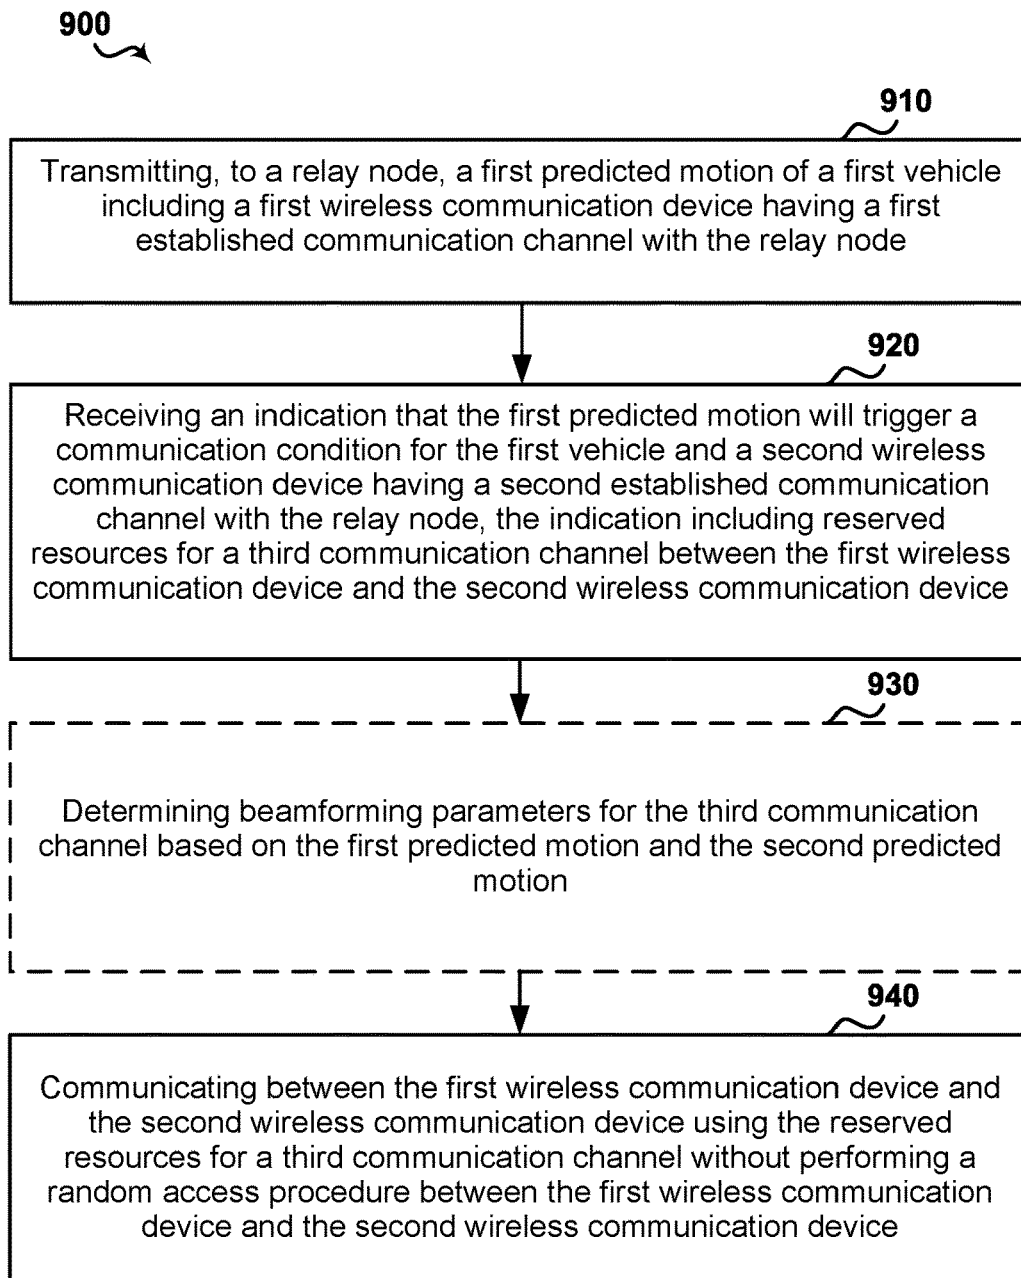 900
910
Transmitting, to a relay node, a first predicted motion of a first vehicle
including a first wireless communication device having a first
established communication channel with the relay node
920
Receiving an indication that the first predicted motion will trigger a
communication condition for the first vehicle and a second wireless
communication device having a second established communication
channel with the relay node, the indication including reserved
resources for a third communication channel between the first wireless
communication device and the second wireless communication device
930
Determining beamforming parameters for the third communication
channel based on the first predicted motion and the second predicted
motion
940
Communicating between the first wireless communication device and
the second wireless communication device using the reserved
resources for a third communication channel without performing a
random access procedure between the first wireless communication
device and the second wireless communication device